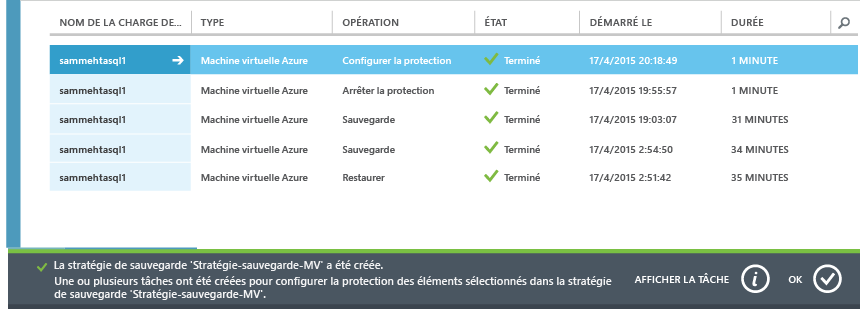 NOM DE LA CHARGE DE... TYPE OPÉRATION ÉTAT DÉMARRÉ LE DURÉE
sammehtasql1 Machine virtuelle Azure Configurer la protection Terminé 17/4/2015 20:18:49 1 MINUTE
sammehtasql1 Machine virtuelle Azure Arrêter la protection Terminé 17/4/2015 19:55:57 1 MINUTE
sammehtasql1 Machine virtuelle Azure Sauvegarde Terminé 17/4/2015 19:03:07 31 MINUTES
sammehtasql1 Machine virtuelle Azure Sauvegarde Terminé 17/4/2015 2:54:50 34 MINUTES
sammehtasql1 Machine virtuelle Azure Restaurer Terminé 17/4/2015 2:51:42 35 MINUTES
La stratégie de sauvegarde 'Stratégie-sauvegarde-MV' a été créée.
Une ou plusieurs tâches ont été créées pour configurer la protection des éléments sélectionnés dans la stratégie
de sauvegarde 'Stratégie-sauvegarde-MV'.
AFFICHER LA TÂCHE i OK